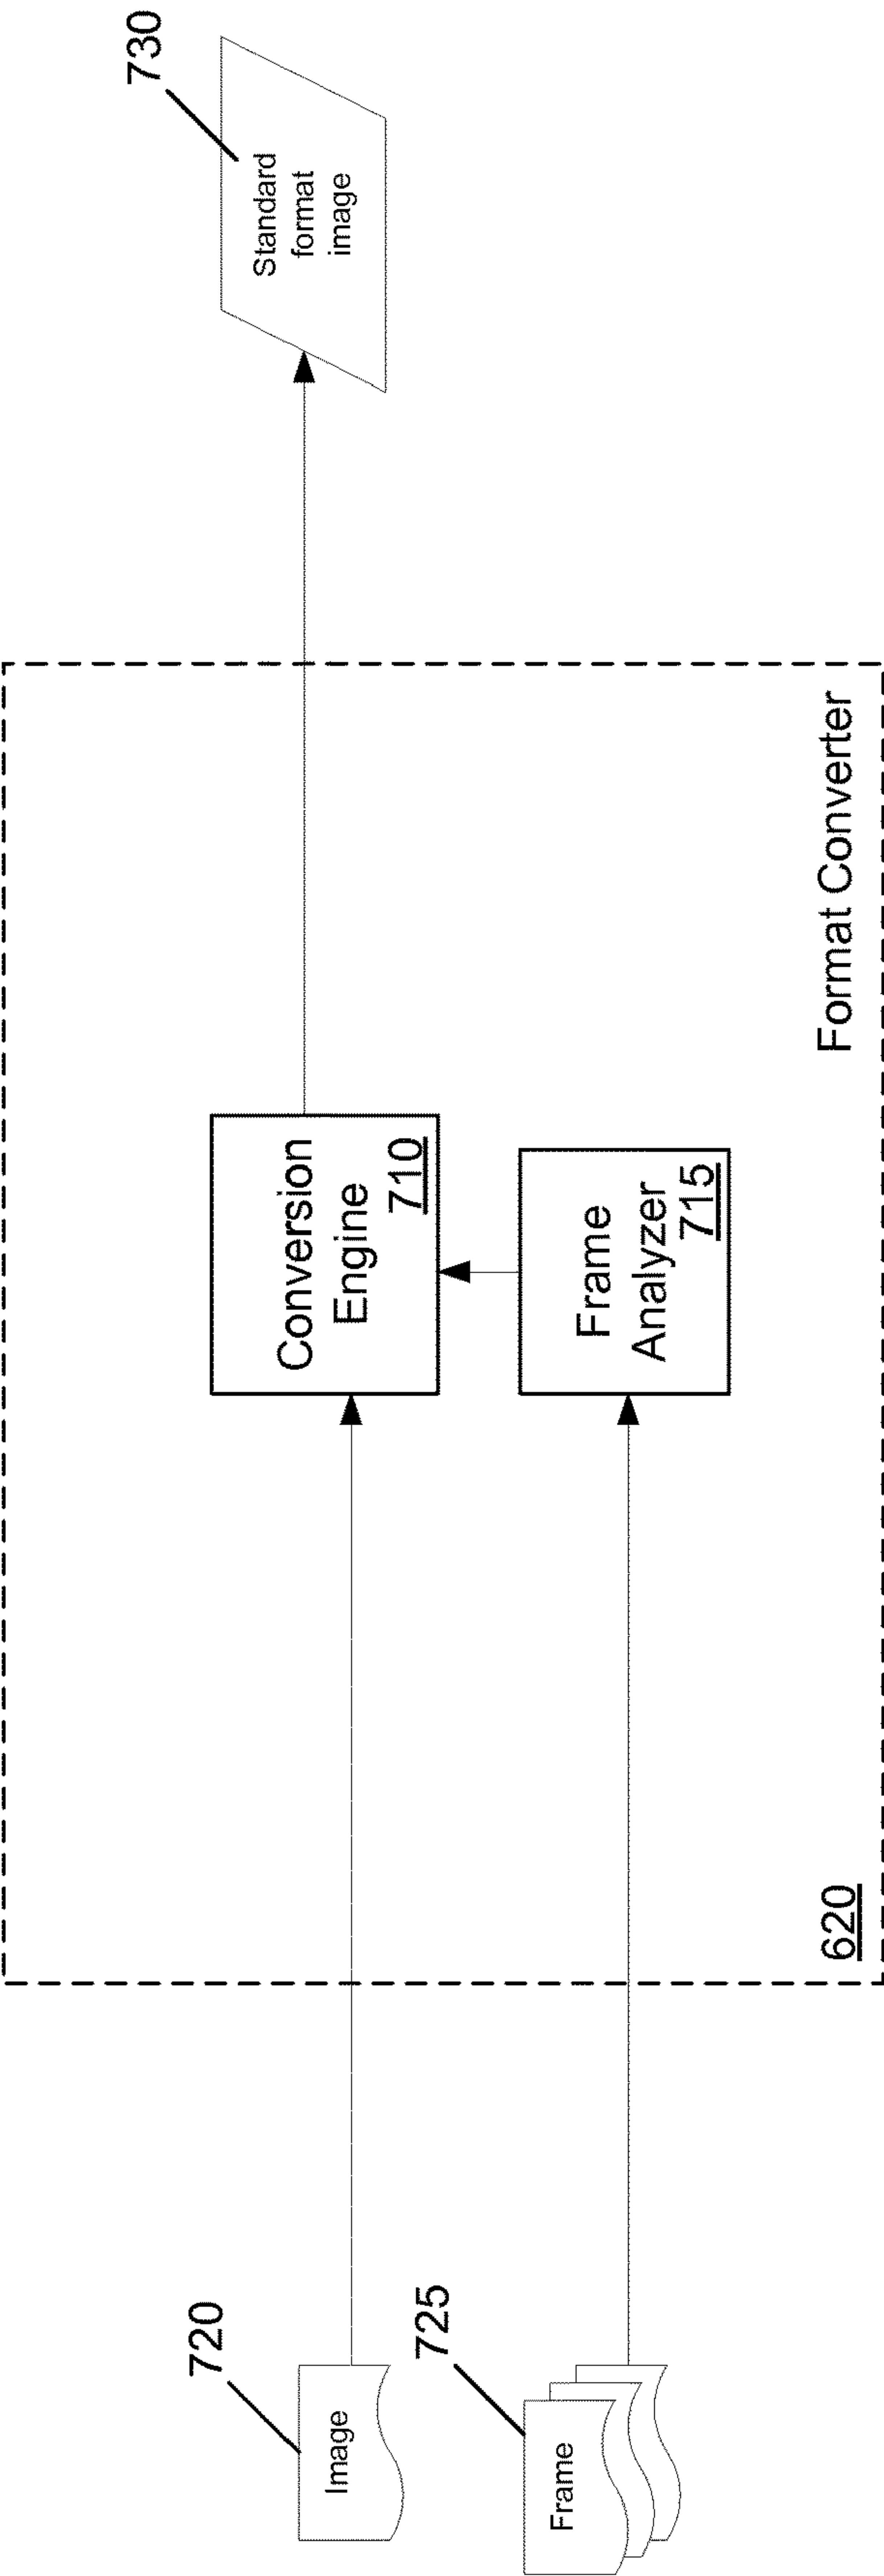 730
Standard
format
image
Conversion
Engine
710
Frame
Analyzer
715
Format Converter
620
720
Image
725
Frame